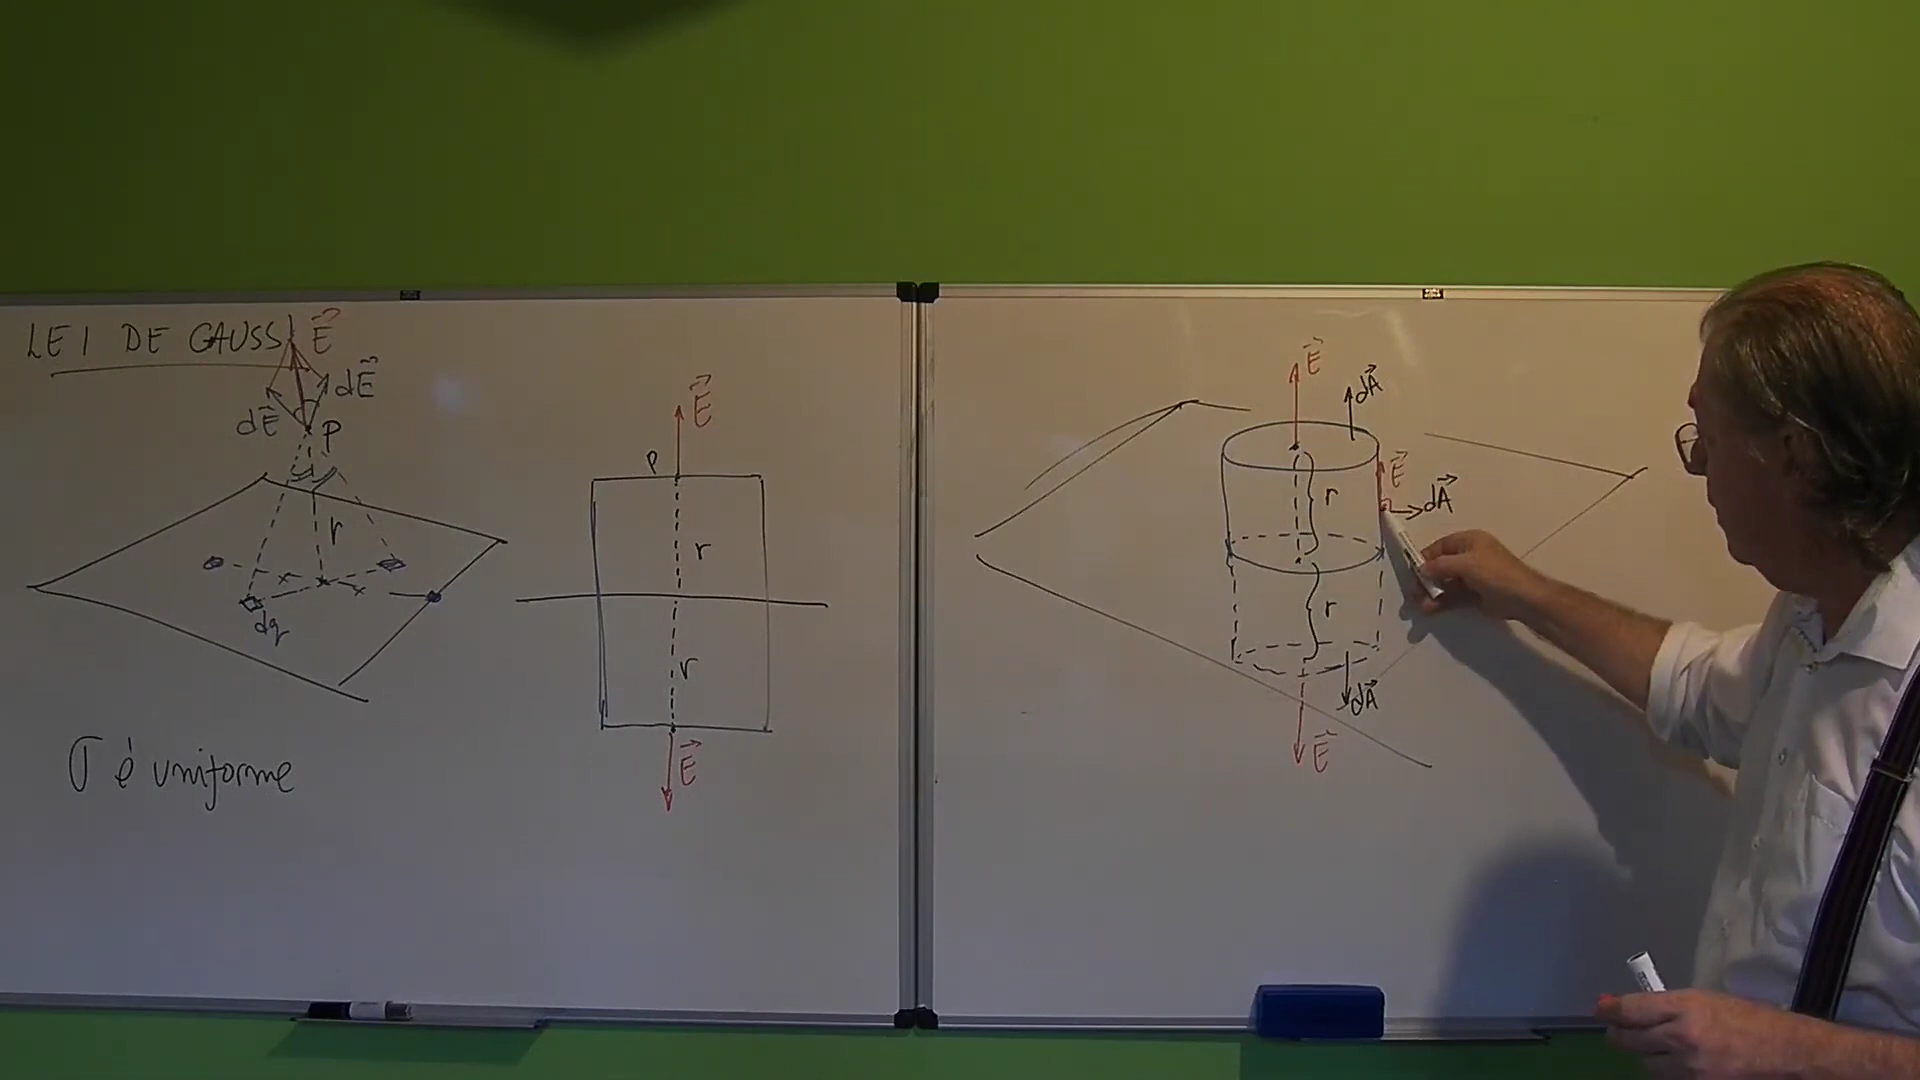 LEI DE GAUSS
E⃗
dE⃗
dE⃗
P
r
dq
σ é uniforme
E⃗
P
r
r
E⃗
E⃗
dA⃗
E⃗
dA⃗
r
r
dA⃗
E⃗